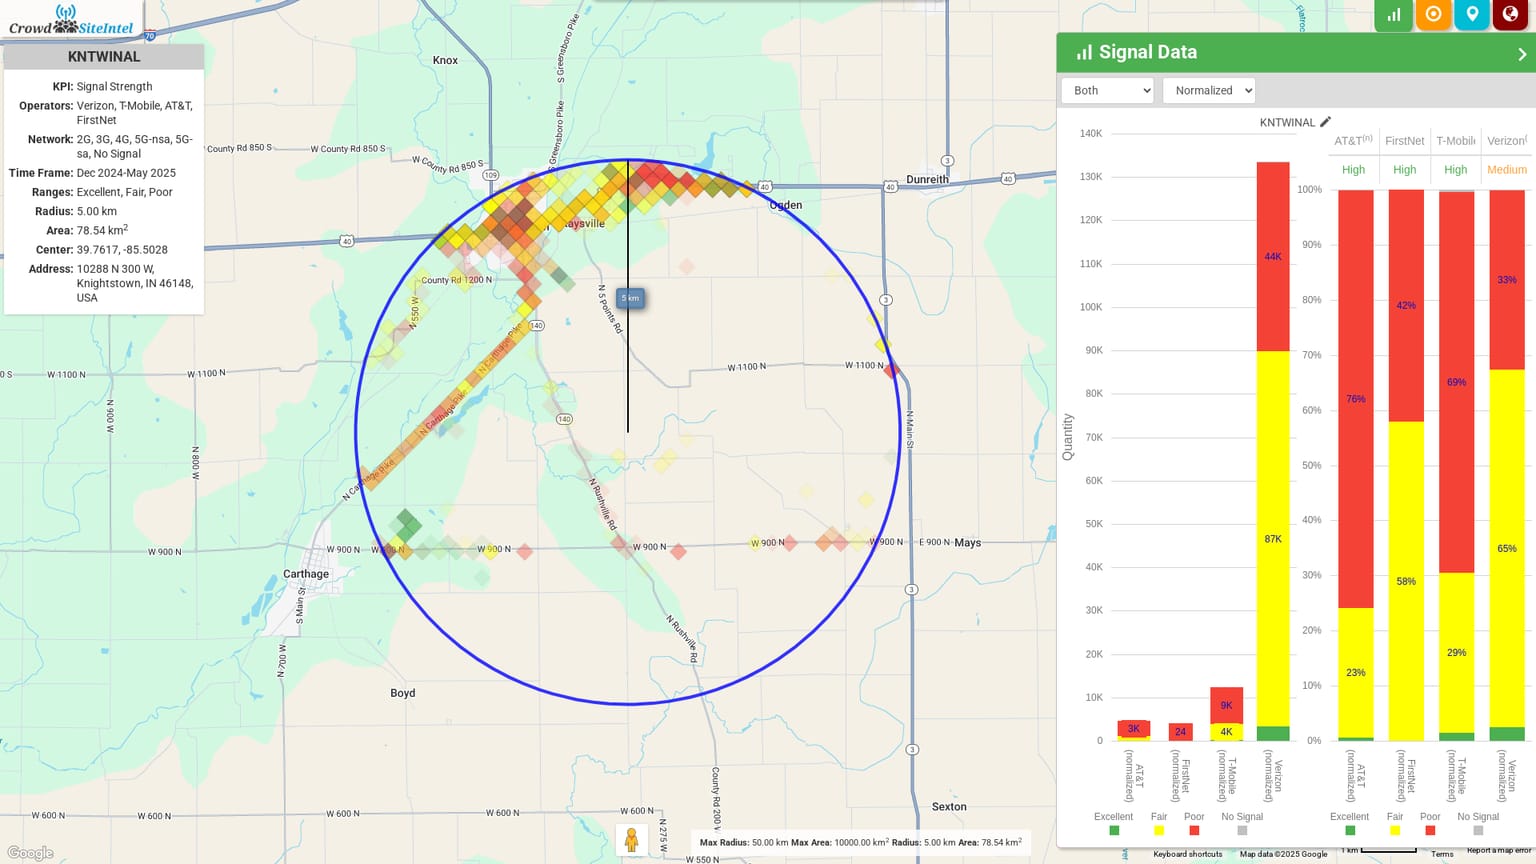 CrowdSiteIntel
KNTWINAL
KPI: Signal Strength
Operators: Verizon, T-Mobile, AT&T,
FirstNet
Network: 2G, 3G, 4G, 5G-nsa, 5G-
sa, No Signal
Time Frame: Dec 2024-May 2025
Ranges: Excellent, Fair, Poor
Radius: 5.00 km
Area: 78.54 km²
Center: 39.7617, -85.5028
Address: 10288 N 300 W,
Knightstown, IN 46148,
USA
70
Knox
S Greensboro Pike
S Greensboro Pike
County Rd 850 S
W County Rd 850 S
W County Rd 850 S
109
3
Dunreith
40
40
40
Ogden
aysville
40
County Rd 1200 N
N 550 W
5 km
N 5 Points Rd
3
140
N Carthage Pike
0 S
W 1100 N
W 1100 N
W 1100 N
W 1100 N
N 900 W
N Carthage Pike
140
N Main St
N 800 W
N Carthage Pike
N Rushville Rd
W 900 N
W 900 N
W 900 N
W 900 N
W 900 N
W 900 N
W 900 N
E 900 N
Mays
Carthage
S Main St
3
N 700 W
N Rushville Rd
Boyd
3
County Rd 200 W
Sexton
W 600 N
W 600 N
W 600 N
W 600 N
N 275 W
W 550 N
Google
Max Radius: 50.00 km Max Area: 10000.00 km² Radius: 5.00 km Area: 78.54 km²
Signal Data
Both
Normalized
KNTWINAL
140K
130K
120K
110K
100K
90K
80K
70K
60K
50K
40K
30K
20K
10K
0
Quantity
3K
24
9K
4K
44K
87K
AT&T
(normalized)
FirstNet
(normalized)
T-Mobile
(normalized)
Verizon
(normalized)
Excellent
Fair
Poor
No Signal
AT&T(n)
FirstNet
T-Mobile
Verizon(
High
High
High
Medium
100%
90%
80%
70%
60%
50%
40%
30%
20%
10%
0%
76%
23%
42%
58%
69%
29%
33%
65%
AT&T
(normalized)
FirstNet
(normalized)
T-Mobile
(normalized)
Verizon
(normalized)
Excellent
Fair
Poor
No Signal
Keyboard shortcuts
Map data ©2025 Google
1 km
Terms
Report a map error